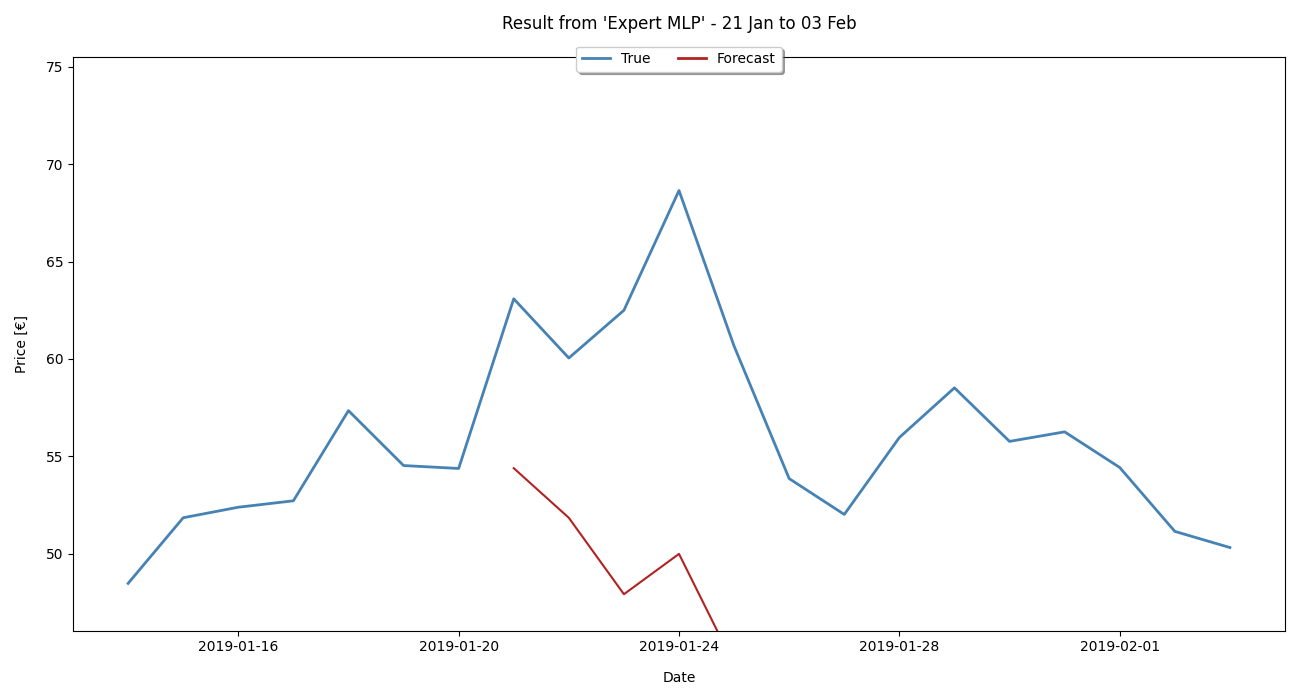 Result from 'Expert MLP' - 21 Jan to 03 Feb
True Forecast
75
70
65
60
55
50
Price [€]
2019-01-16 2019-01-20 2019-01-24 2019-01-28 2019-02-01
Date